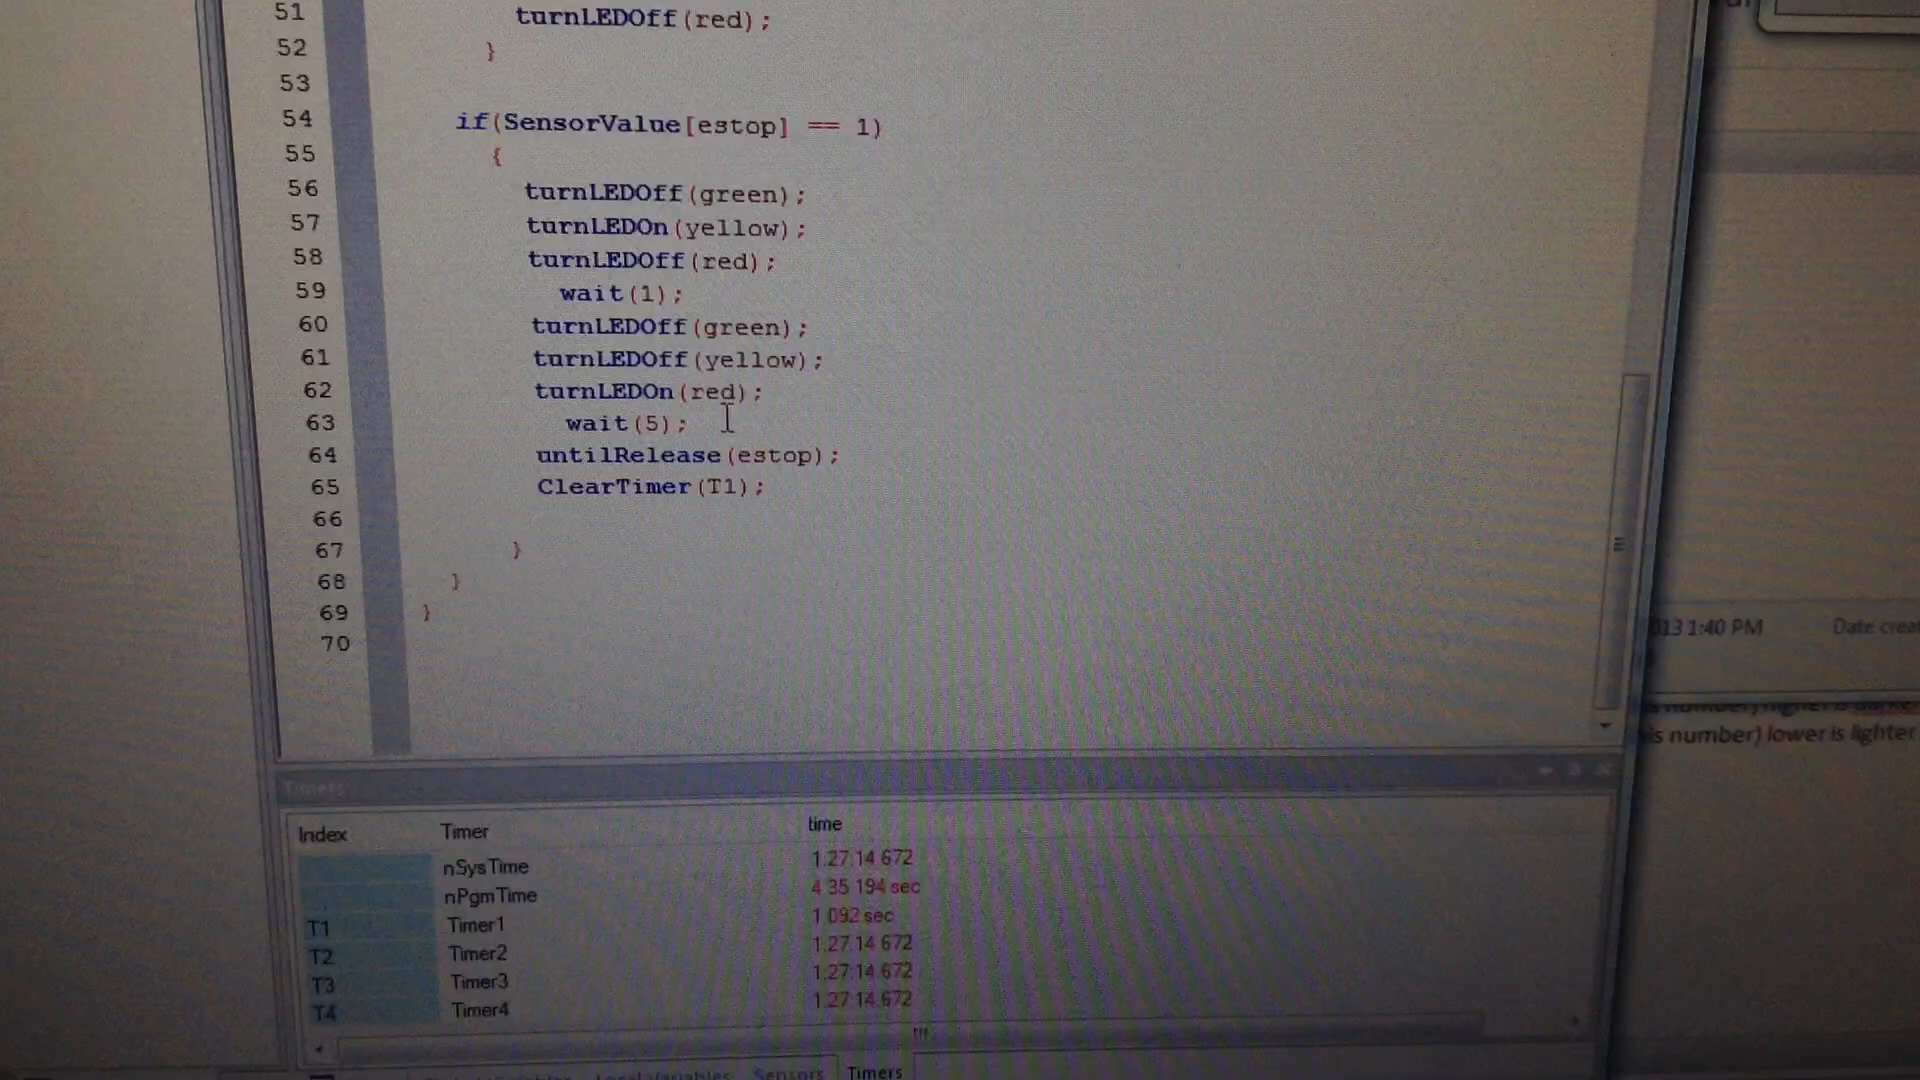 51 turnLEDOff(red);
52 }
53
54 if(SensorValue[estop] == 1)
55 {
56 turnLEDOff(green);
57 turnLEDOn(yellow);
58 turnLEDOff(red);
59 wait(1);
60 turnLEDOff(green);
61 turnLEDOff(yellow);
62 turnLEDOn(red);
63 wait(5);
64 untilRelease(estop);
65 ClearTimer(T1);
66
67 }
68 }
69 }
70
013 1:40 PM Date crea
is number) lower is lighter
Timers
Index Timer time
nSysTime 1:27:14.672
nPgmTime 4:35.194 sec
T1 Timer1 1.092 sec
T2 Timer2 1:27:14.672
T3 Timer3 1:27:14.672
T4 Timer4 1:27:14.672
Sensors Timers